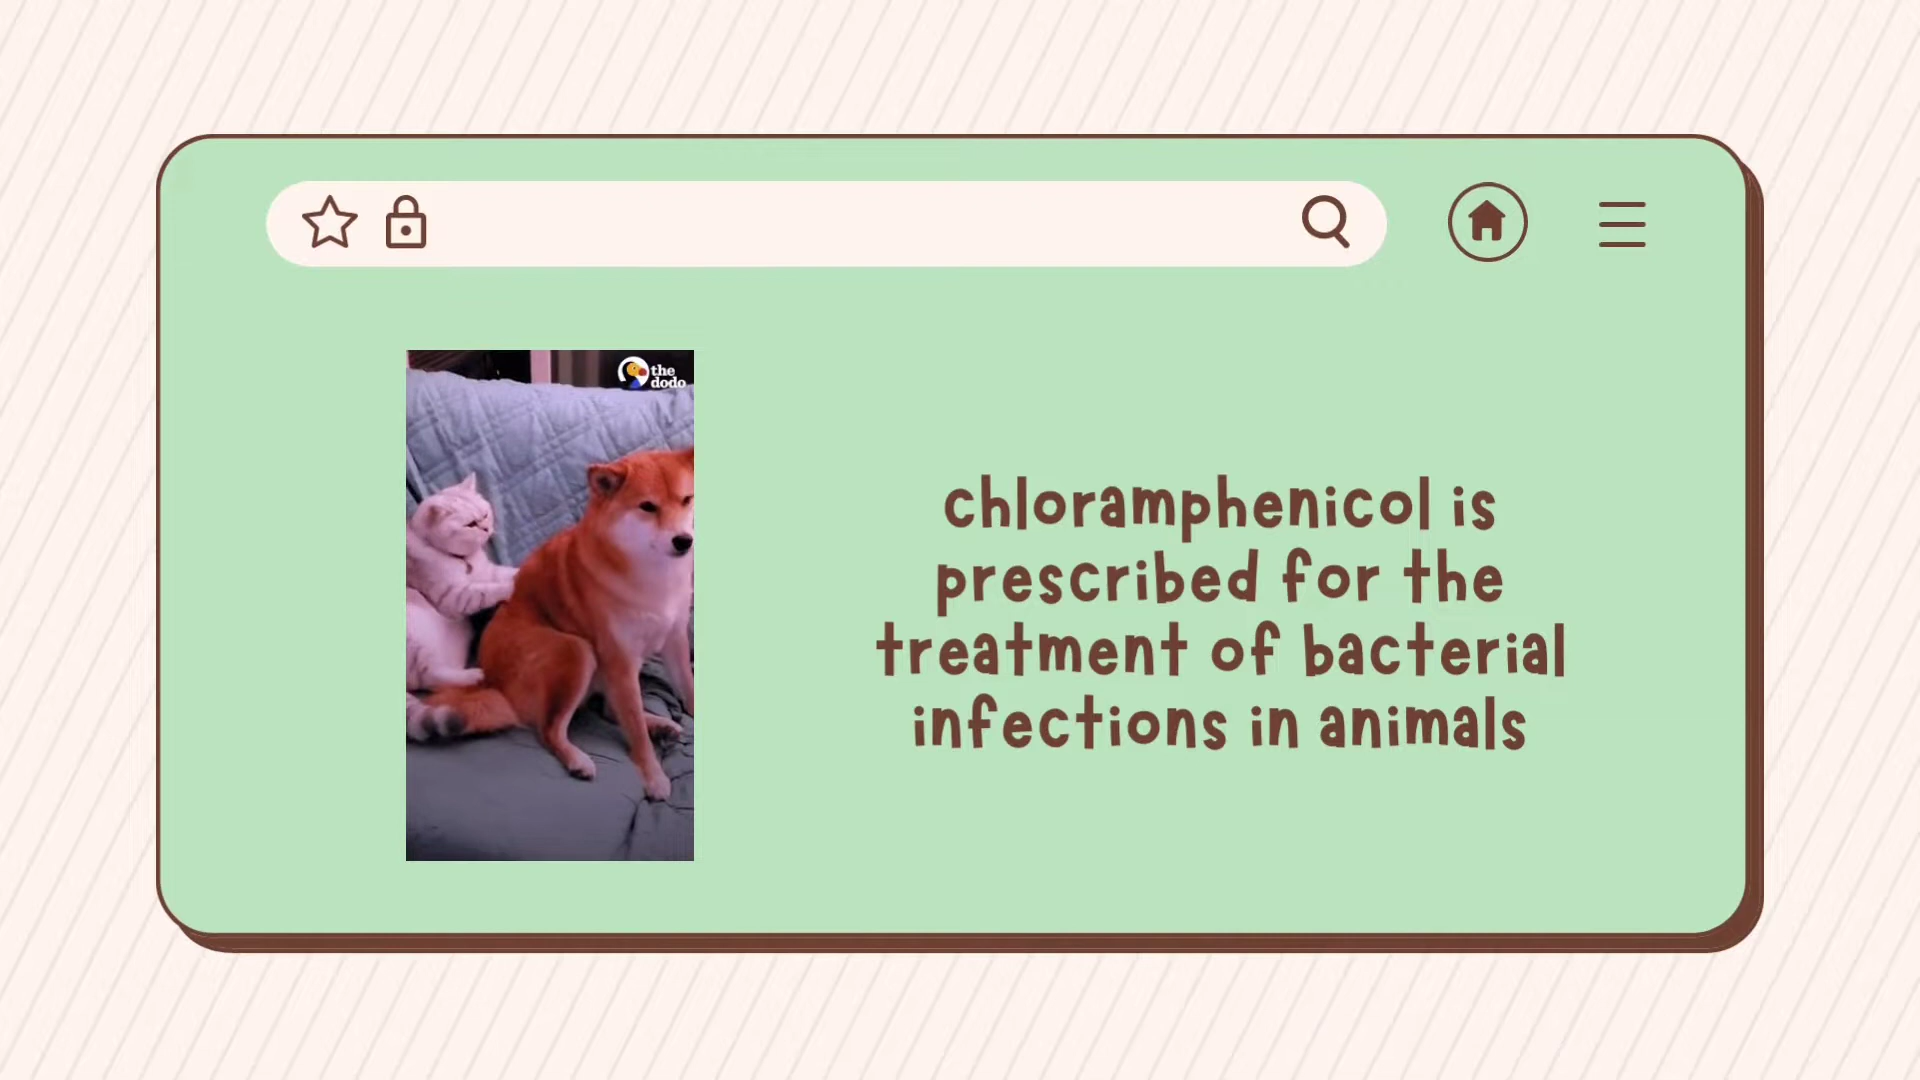 the
dodo
chloramphenicol is
prescribed for the
treatment of bacterial
infections in animals